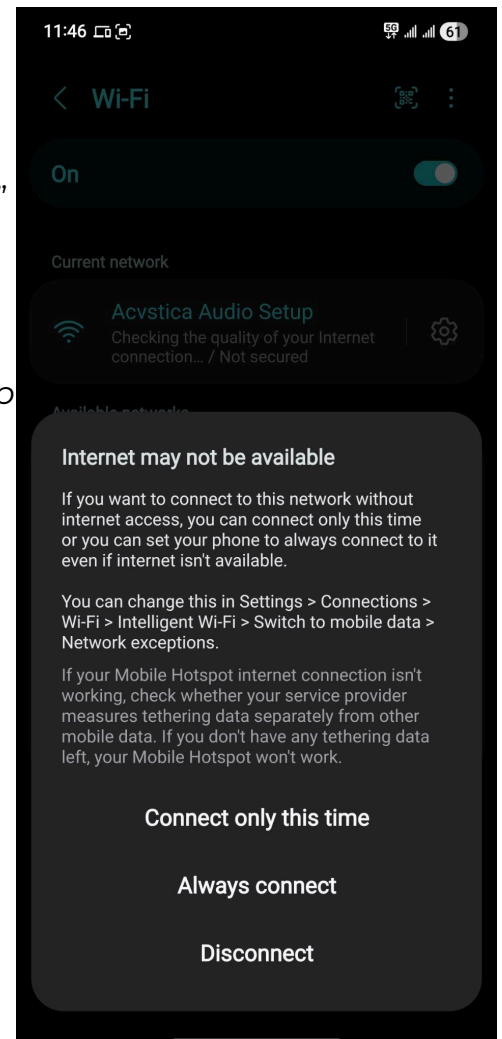 11:46
5G 61
Wi-Fi
On
”
Current network
Acvstica Audio Setup
Checking the quality of your Internet
connection... / Not secured
o
Available networks
Internet may not be available
If you want to connect to this network without
internet access, you can connect only this time
or you can set your phone to always connect to it
even if internet isn't available.
You can change this in Settings > Connections >
Wi-Fi > Intelligent Wi-Fi > Switch to mobile data >
Network exceptions.
If your Mobile Hotspot internet connection isn't
working, check whether your service provider
measures tethering data separately from other
mobile data. If you don't have any tethering data
left, your Mobile Hotspot won't work.
Connect only this time
Always connect
Disconnect